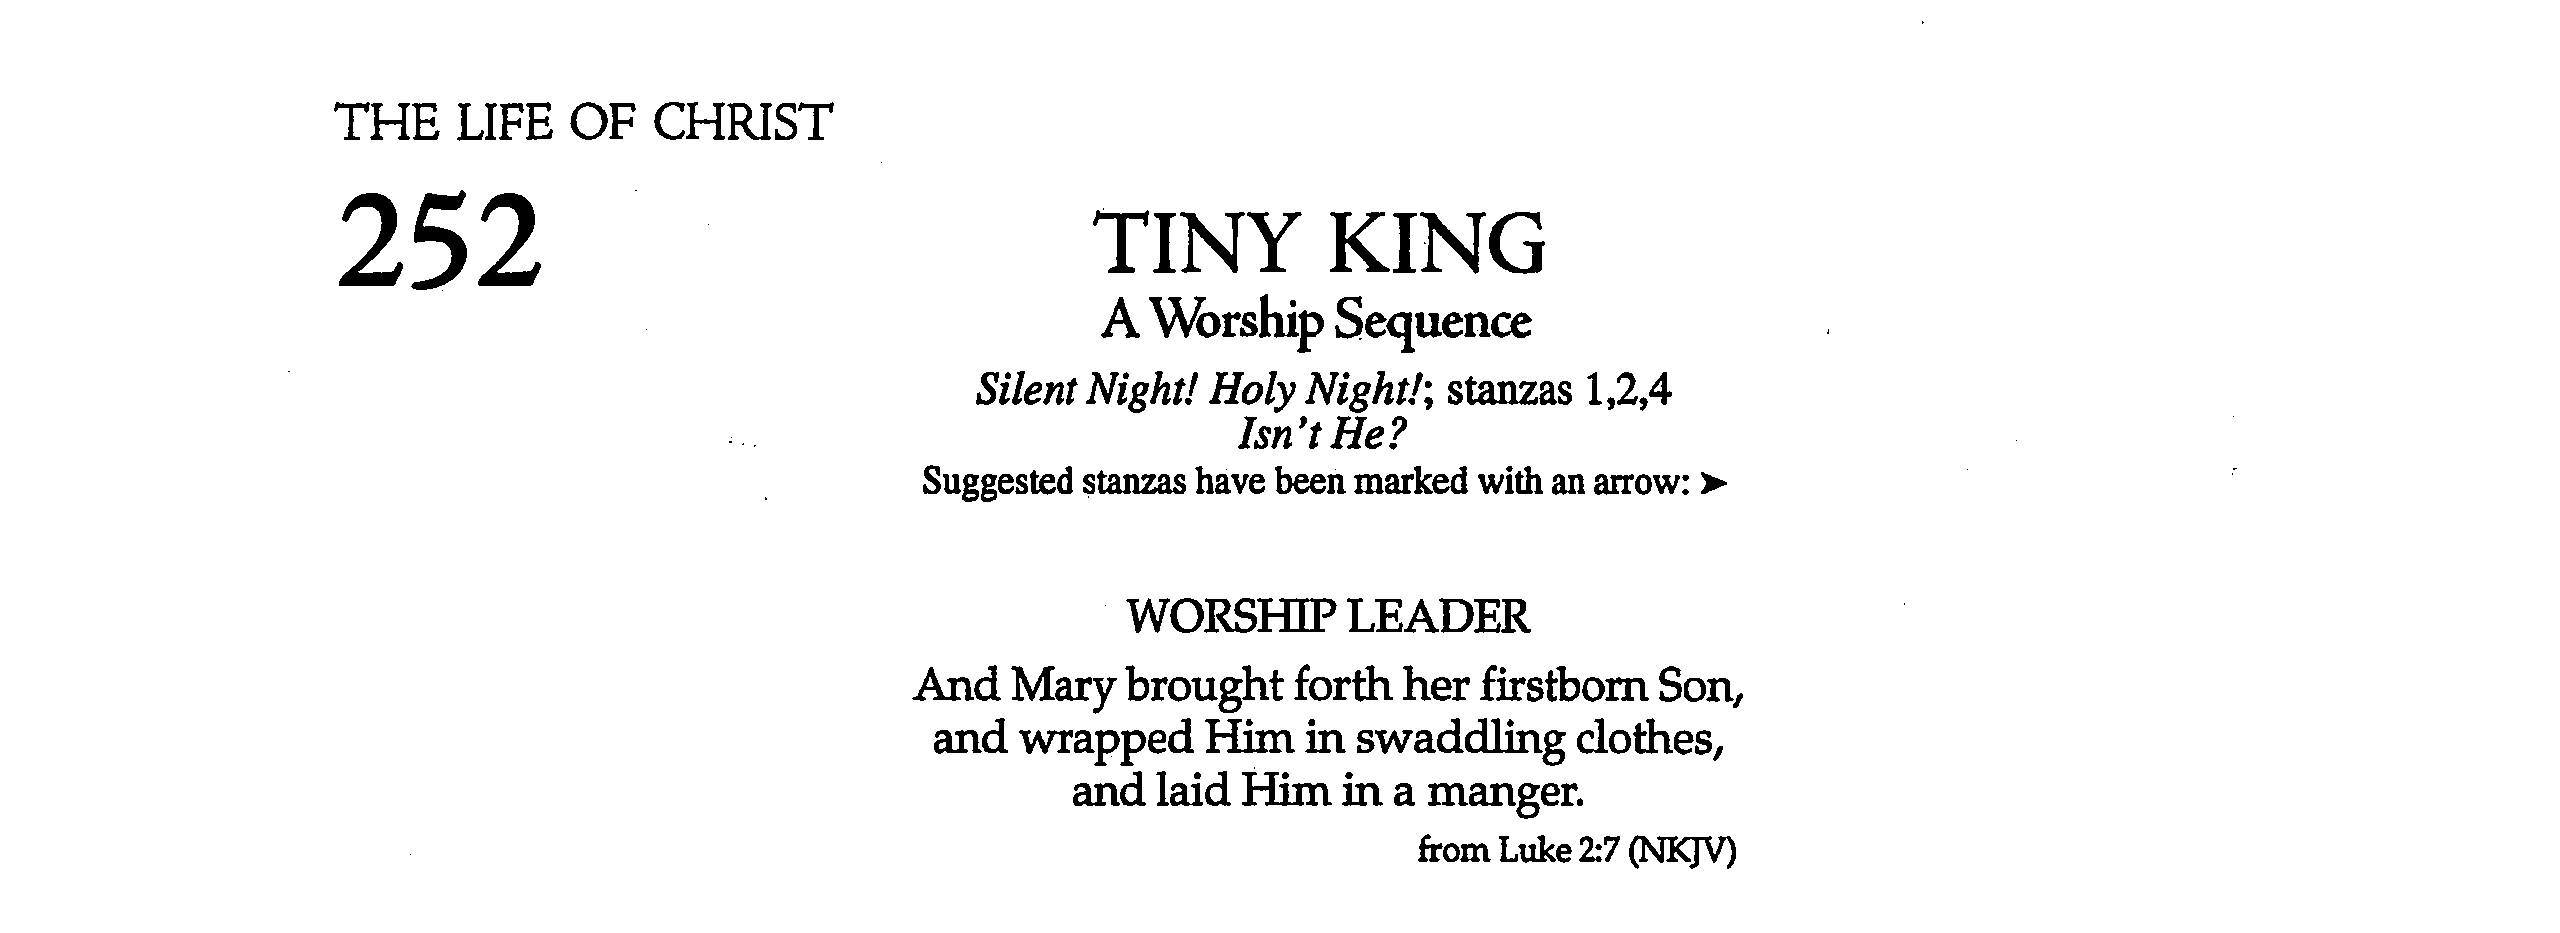 THE LIFE OF CHRIST
252
TINY KING
A Worship Sequence
Silent Night! Holy Night!; stanzas 1,2,4
Isn't He?
Suggested stanzas have been marked with an arrow: ➤
WORSHIP LEADER
And Mary brought forth her firstborn Son,
and wrapped Him in swaddling clothes,
and laid Him in a manger.
from Luke 2:7 (NKJV)